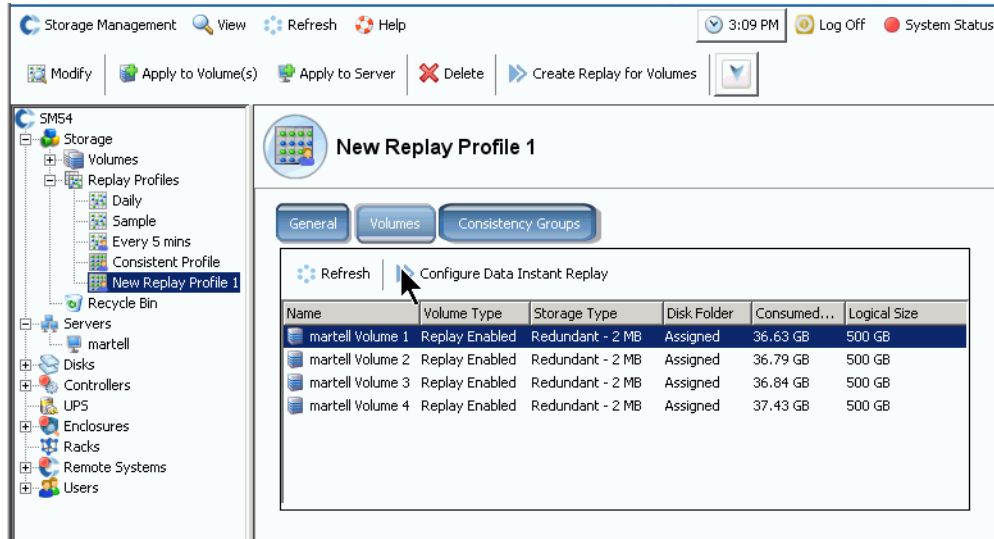 Storage Management View Refresh Help 3:09 PM Log Off System Status
Modify Apply to Volume(s) Apply to Server Delete Create Replay for Volumes
SM54
Storage
Volumes
Replay Profiles
Daily
Sample
Every 5 mins
Consistent Profile
New Replay Profile 1
Recycle Bin
Servers
martell
Disks
Controllers
UPS
Enclosures
Racks
Remote Systems
Users
New Replay Profile 1
General Volumes Consistency Groups
Refresh Configure Data Instant Replay
Name Volume Type Storage Type Disk Folder Consumed... Logical Size
martell Volume 1 Replay Enabled Redundant - 2 MB Assigned 36.63 GB 500 GB
martell Volume 2 Replay Enabled Redundant - 2 MB Assigned 36.79 GB 500 GB
martell Volume 3 Replay Enabled Redundant - 2 MB Assigned 36.84 GB 500 GB
martell Volume 4 Replay Enabled Redundant - 2 MB Assigned 37.43 GB 500 GB